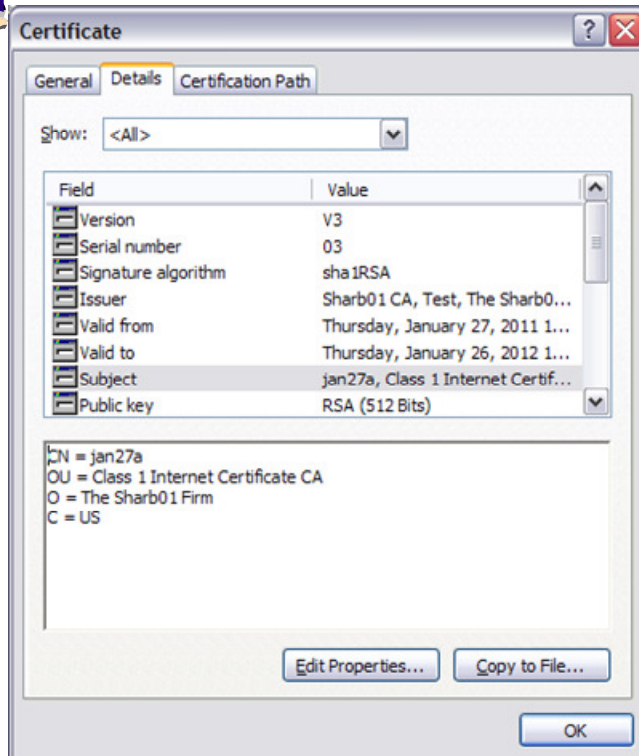 Certificate
General Details Certification Path
Show: <All>
Field Value
Version V3
Serial number 03
Signature algorithm sha1RSA
Issuer Sharb01 CA, Test, The Sharb0...
Valid from Thursday, January 27, 2011 1...
Valid to Thursday, January 26, 2012 1...
Subject jan27a, Class 1 Internet Certif...
Public key RSA (512 Bits)
CN = jan27a
OU = Class 1 Internet Certificate CA
O = The Sharb01 Firm
C = US
Edit Properties... Copy to File...
OK